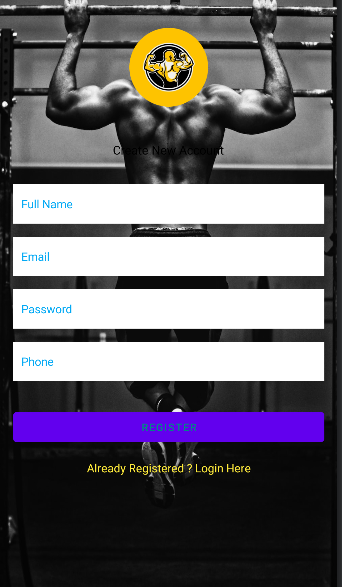 Create New Account
Full Name
Email
Password
Phone
REGISTER
Already Registered ? Login Here